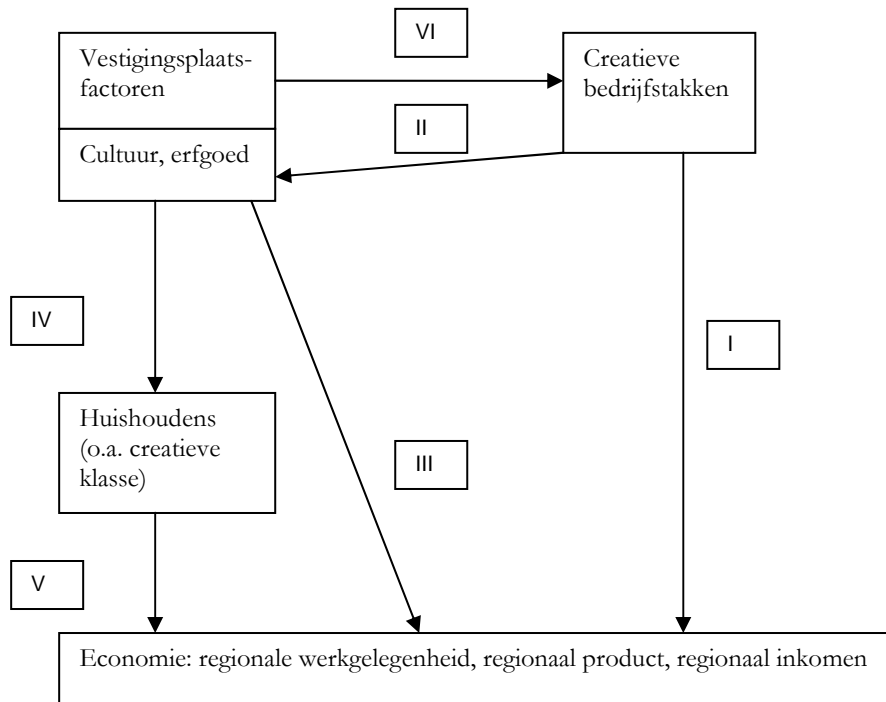 VI
Vestigingsplaats-
factoren
Creatieve
bedrijfstakken
II
Cultuur, erfgoed
IV
I
Huishoudens
(o.a. creatieve
klasse)
III
V
Economie: regionale werkgelegenheid, regionaal product, regionaal inkomen